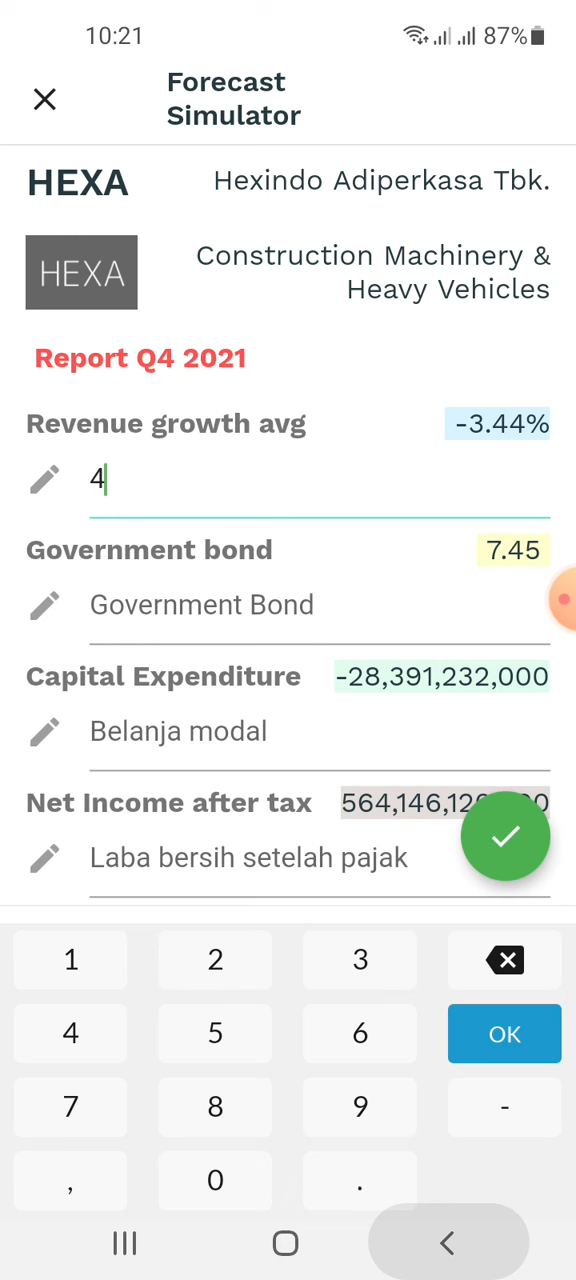 10:21
87%
Forecast
Simulator
HEXA
Hexindo Adiperkasa Tbk.
HEXA
Construction Machinery &
Heavy Vehicles
Report Q4 2021
Revenue growth avg
-3.44%
4
Government bond
7.45
Government Bond
Capital Expenditure
-28,391,232,000
Belanja modal
Net Income after tax
Laba bersih setelah pajak
1
2
3
4
5
6
OK
7
8
9
-
,
0
.